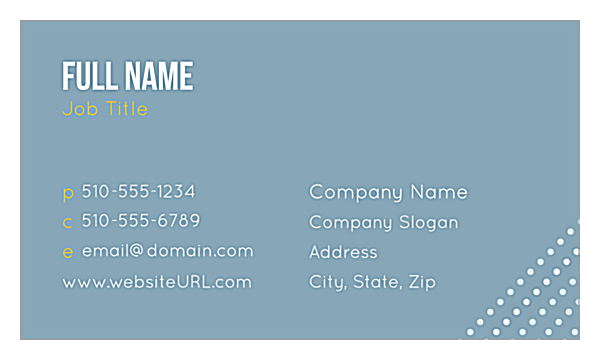 FULL NAME
Job Title
p 510-555-1234
c 510-555-6789
e email@domain.com
www.websiteURL.com
Company Name
Company Slogan
Address
City, State, Zip